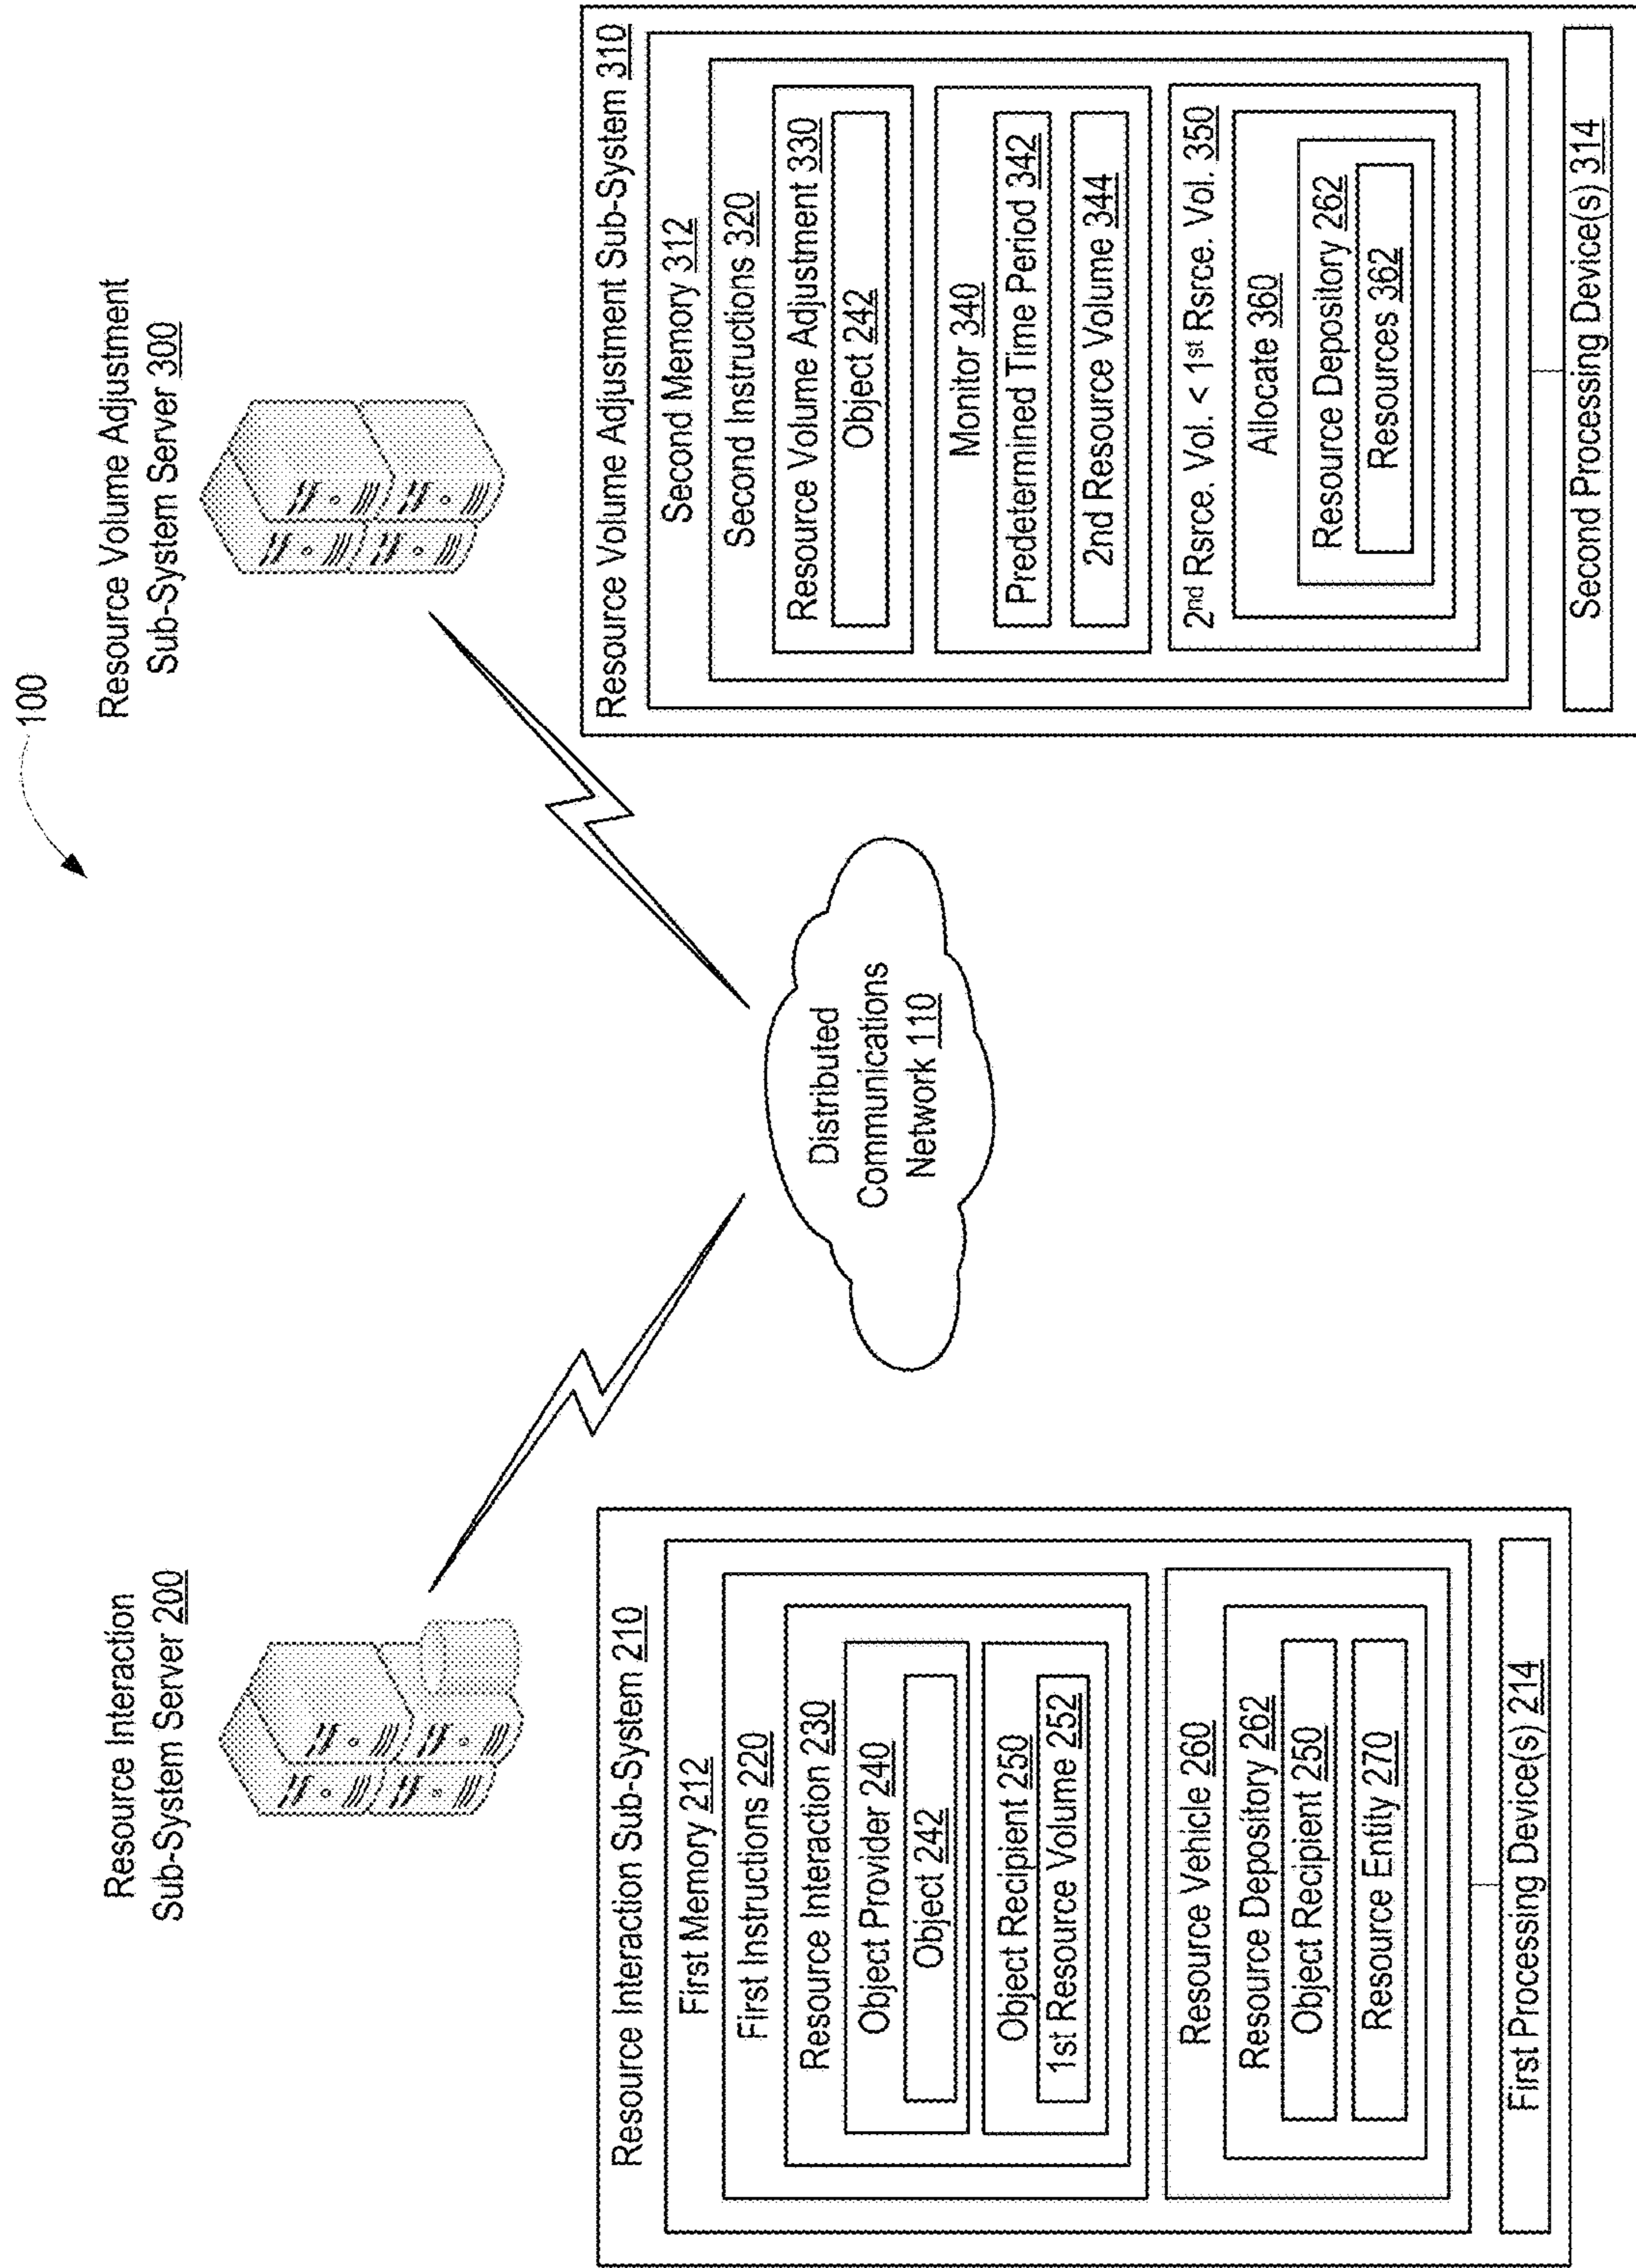 100
Resource Interaction
Sub-System Server 200
Resource Interaction Sub-System 210
First Memory 212
First Instructions 220
Resource Interaction 230
Object Provider 240
Object 242
Object Recipient 250
1st Resource Volume 252
Resource Vehicle 260
Resource Depository 262
Object Recipient 250
Resource Entity 270
First Processing Device(s) 214
Distributed
Communications
Network 110
Resource Volume Adjustment
Sub-System Server 300
Resource Volume Adjustment Sub-System 310
Second Memory 312
Second Instructions 320
Resource Volume Adjustment 330
Object 242
Monitor 340
Predetermined Time Period 342
2nd Resource Volume 344
2nd Rsrce. Vol. < 1st Rsrce. Vol. 350
Allocate 360
Resource Depository 262
Resources 362
Second Processing Device(s) 314